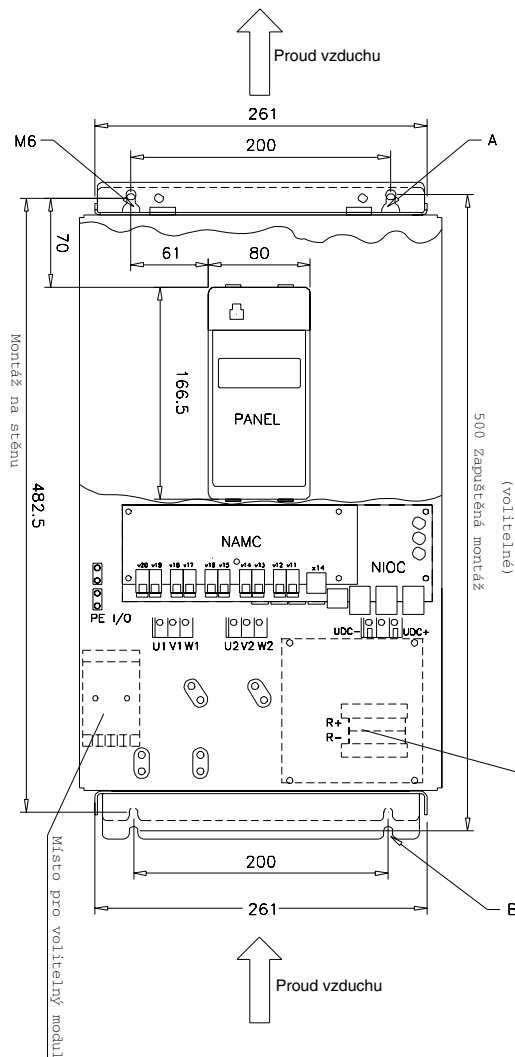 Proud vzduchu
261
M6
200
A
70
61
80
Montáž na stěnu
166.5
PANEL
482.5
500 Zapuštěná montáž
(volitelné)
NAMC
NIOC
v20 v19 v18 v17 v16 v15 v14 v13 v12 v11 x14
PE I/O
U1 V1 W1
U2 V2 W2
UDC-
UDC+
R+
R-
Místo pro volitelný modul
200
261
B
Proud vzduchu